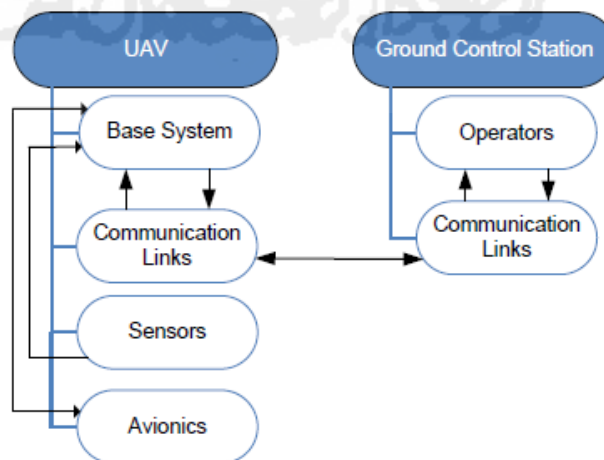 UAV
Ground Control Station
Base System
Operators
Communication
Links
Communication
Links
Sensors
Avionics